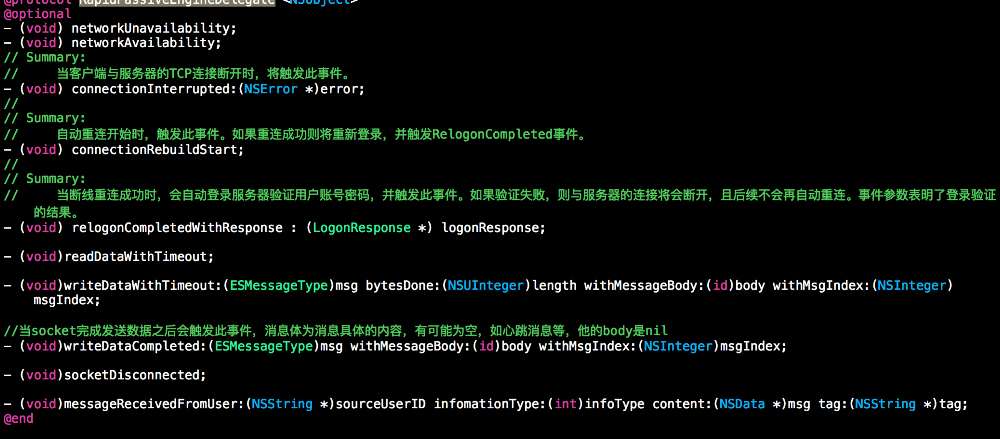 @protocol RapidPassiveEngineDelegate <NSObject>
@optional
- (void) networkUnavailability;
- (void) networkAvailability;
// Summary:
//     当客户端与服务器的TCP连接断开时，将触发此事件。
- (void) connectionInterrupted:(NSError *)error;
//
// Summary:
//     自动重连开始时，触发此事件。如果重连成功则将重新登录，并触发RelogonCompleted事件。
- (void) connectionRebuildStart;
//
// Summary:
//     当断线重连成功时，会自动登录服务器验证用户账号密码，并触发此事件。如果验证失败，则与服务器的连接将会断开，且后续不会再自动重连。事件参数表明了登录验证
的结果。
- (void) relogonCompletedWithResponse : (LogonResponse *) logonResponse;
- (void)readDataWithTimeout;
- (void)writeDataWithTimeout:(ESMessageType)msg bytesDone:(NSUInteger)length withMessageBody:(id)body withMsgIndex:(NSInteger)
msgIndex;
//当socket完成发送数据之后会触发此事件，消息体为消息具体的内容，有可能为空，如心跳消息等，他的body是nil
- (void)writeDataCompleted:(ESMessageType)msg withMessageBody:(id)body withMsgIndex:(NSInteger)msgIndex;
- (void)socketDisconnected;
- (void)messageReceivedFromUser:(NSString *)sourceUserID infomationType:(int)infoType content:(NSData *)msg tag:(NSString *)tag;
@end